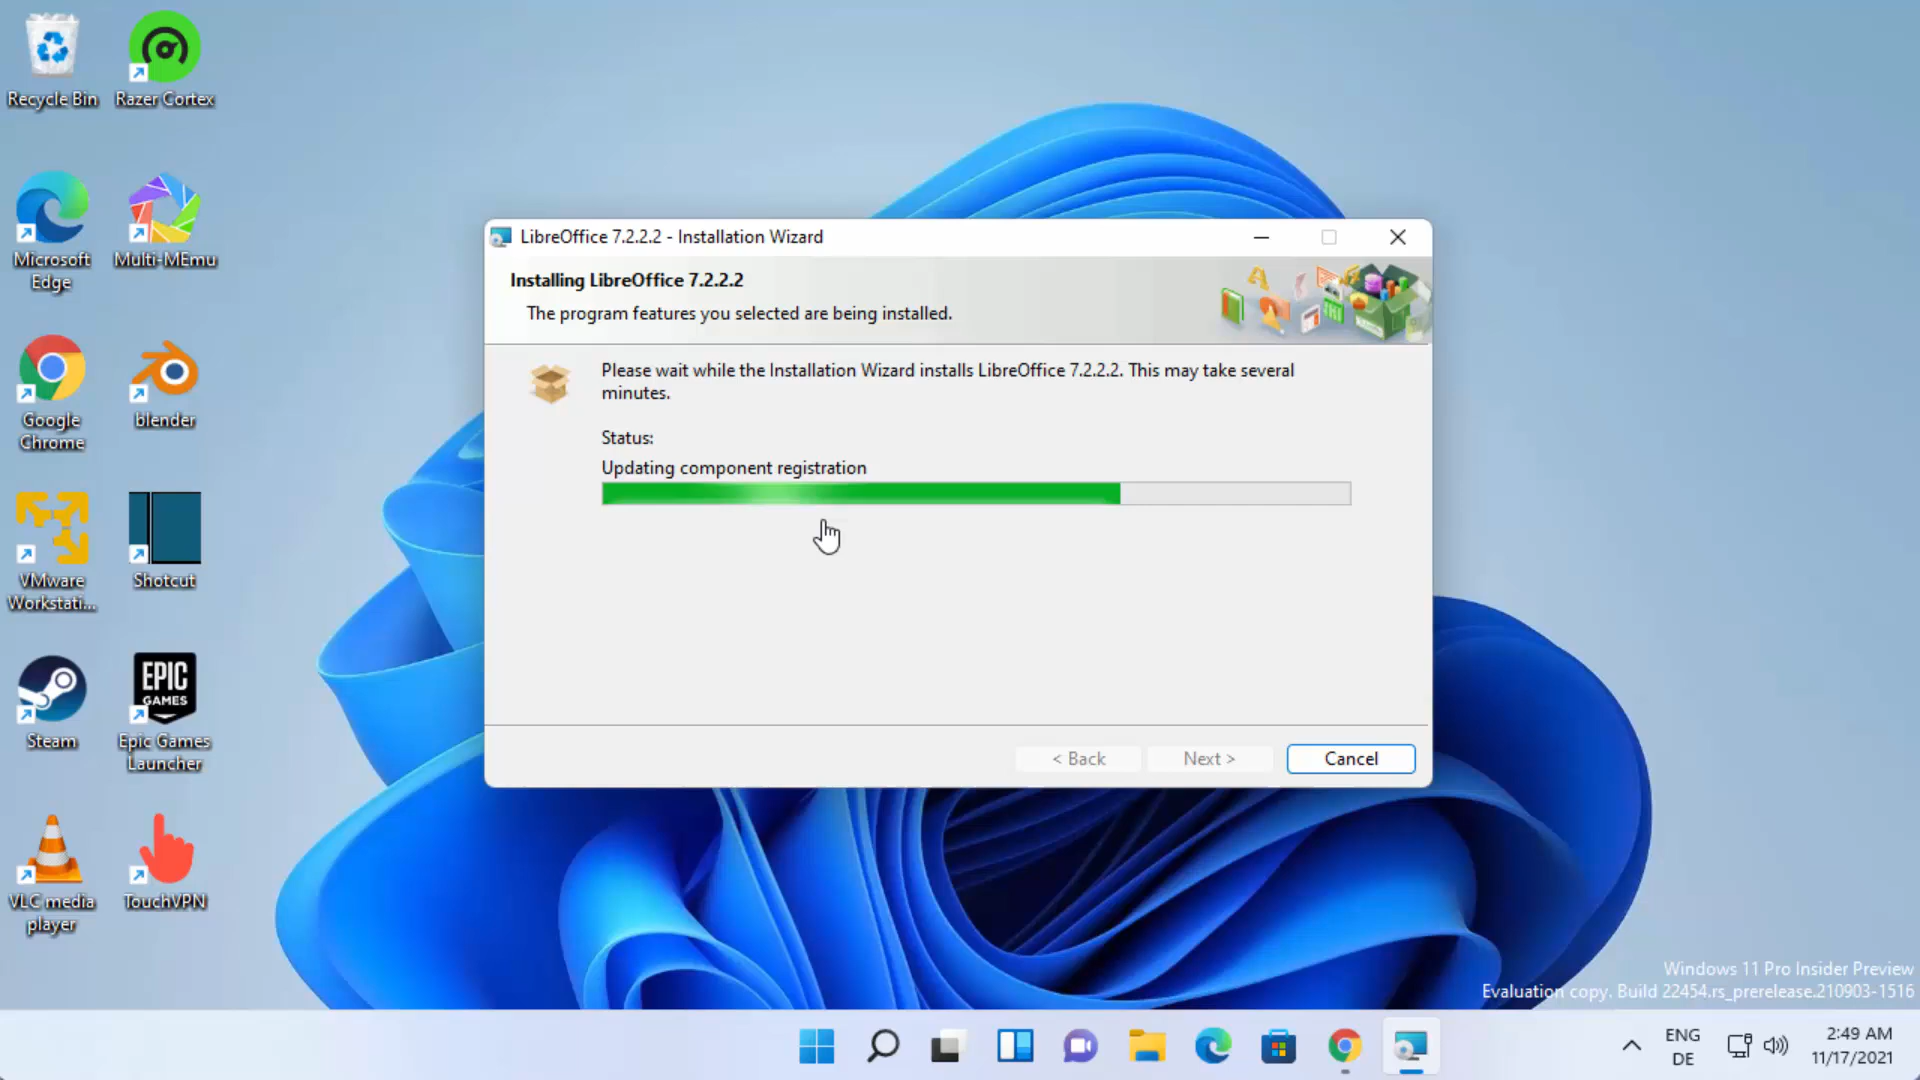 Recycle Bin
Razer Cortex
Microsoft
Edge
Multi-MEmu
Google
Chrome
blender
VMware
Workstati...
Shotcut
Steam
EPIC
GAMES
Epic Games
Launcher
VLC media
player
TouchVPN
LibreOffice 7.2.2.2 - Installation Wizard
Installing LibreOffice 7.2.2.2
The program features you selected are being installed.
Please wait while the Installation Wizard installs LibreOffice 7.2.2.2. This may take several
minutes.
Status:
Updating component registration
< Back
Next >
Cancel
Windows 11 Pro Insider Preview
Evaluation copy. Build 22454.rs_prerelease.210903-1516
ENG
DE
2:49 AM
11/17/2021